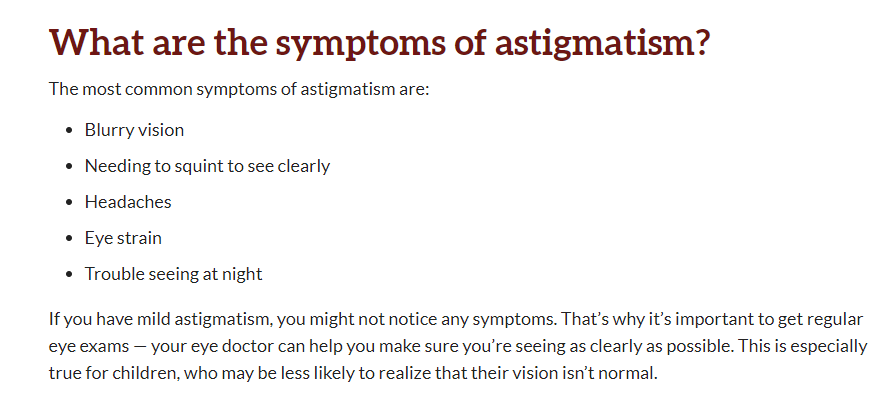 What are the symptoms of astigmatism?
The most common symptoms of astigmatism are:
• Blurry vision
• Needing to squint to see clearly
• Headaches
• Eye strain
• Trouble seeing at night
If you have mild astigmatism, you might not notice any symptoms. That’s why it’s important to get regular
eye exams — your eye doctor can help you make sure you’re seeing as clearly as possible. This is especially
true for children, who may be less likely to realize that their vision isn’t normal.